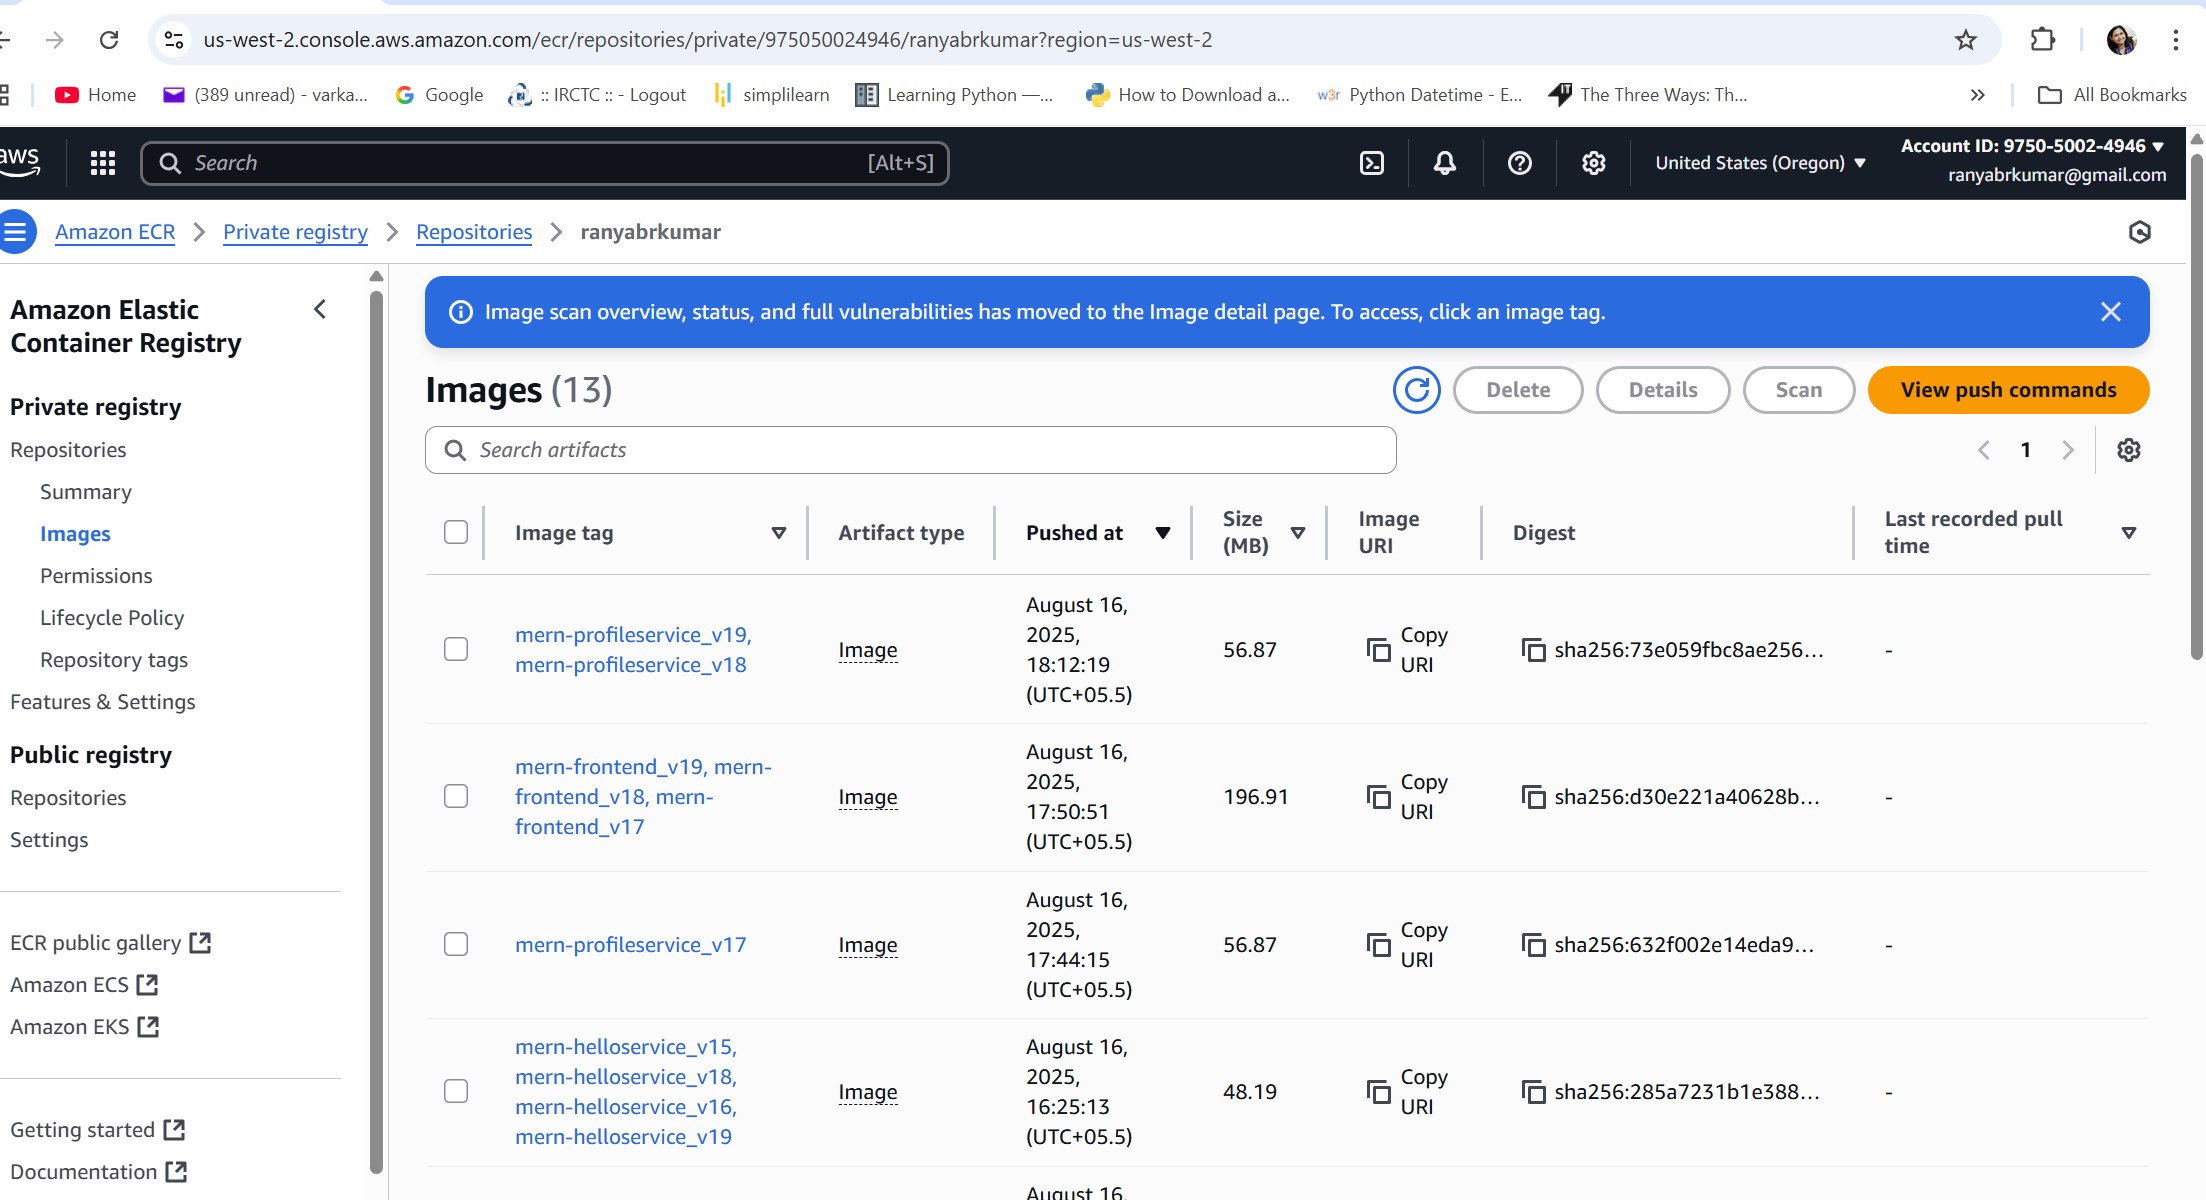 us-west-2.console.aws.amazon.com/ecr/repositories/private/975050024946/ranyabrkumar?region=us-west-2
Home
(389 unread) - varka...
Google
:: IRCTC :: - Logout
simplilearn
Learning Python —...
How to Download a...
w3r Python Datetime - E...
The Three Ways: Th...
All Bookmarks
aws
Search
[Alt+S]
United States (Oregon)
Account ID: 9750-5002-4946
ranyabrkumar@gmail.com
Amazon ECR
Private registry
Repositories
ranyabrkumar
Amazon Elastic
Container Registry
Private registry
Repositories
Summary
Images
Permissions
Lifecycle Policy
Repository tags
Features & Settings
Public registry
Repositories
Settings
ECR public gallery
Amazon ECS
Amazon EKS
Getting started
Documentation
Image scan overview, status, and full vulnerabilities has moved to the Image detail page. To access, click an image tag.
Images (13)
Delete
Details
Scan
View push commands
Search artifacts
1
Image tag
Artifact type
Pushed at
Size
(MB)
Image
URI
Digest
Last recorded pull
time
mern-profileservice_v19,
mern-profileservice_v18
Image
August 16,
2025,
18:12:19
(UTC+05.5)
56.87
Copy
URI
sha256:73e059fbc8ae256...
-
mern-frontend_v19, mern-
frontend_v18, mern-
frontend_v17
Image
August 16,
2025,
17:50:51
(UTC+05.5)
196.91
Copy
URI
sha256:d30e221a40628b...
-
mern-profileservice_v17
Image
August 16,
2025,
17:44:15
(UTC+05.5)
56.87
Copy
URI
sha256:632f002e14eda9...
-
mern-helloservice_v15,
mern-helloservice_v18,
mern-helloservice_v16,
mern-helloservice_v19
Image
August 16,
2025,
16:25:13
(UTC+05.5)
48.19
Copy
URI
sha256:285a7231b1e388...
-
August 16,